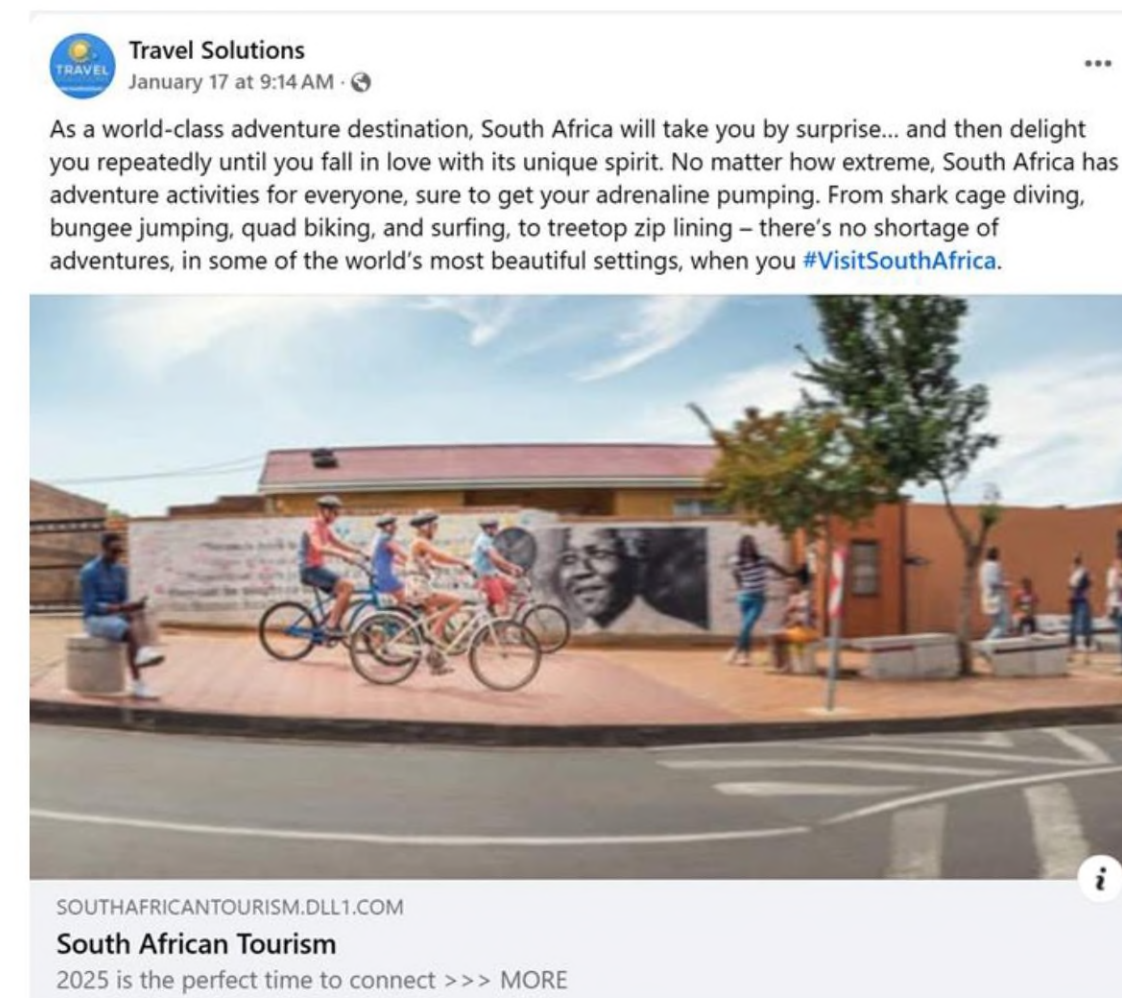 Travel Solutions
January 17 at 9:14 AM ·
TRAVEL
As a world-class adventure destination, South Africa will take you by surprise... and then delight
you repeatedly until you fall in love with its unique spirit. No matter how extreme, South Africa has
adventure activities for everyone, sure to get your adrenaline pumping. From shark cage diving,
bungee jumping, quad biking, and surfing, to treetop zip lining – there's no shortage of
adventures, in some of the world's most beautiful settings, when you #VisitSouthAfrica.
i
SOUTHAFRICANTOURISM.DLL1.COM
South African Tourism
2025 is the perfect time to connect >>> MORE